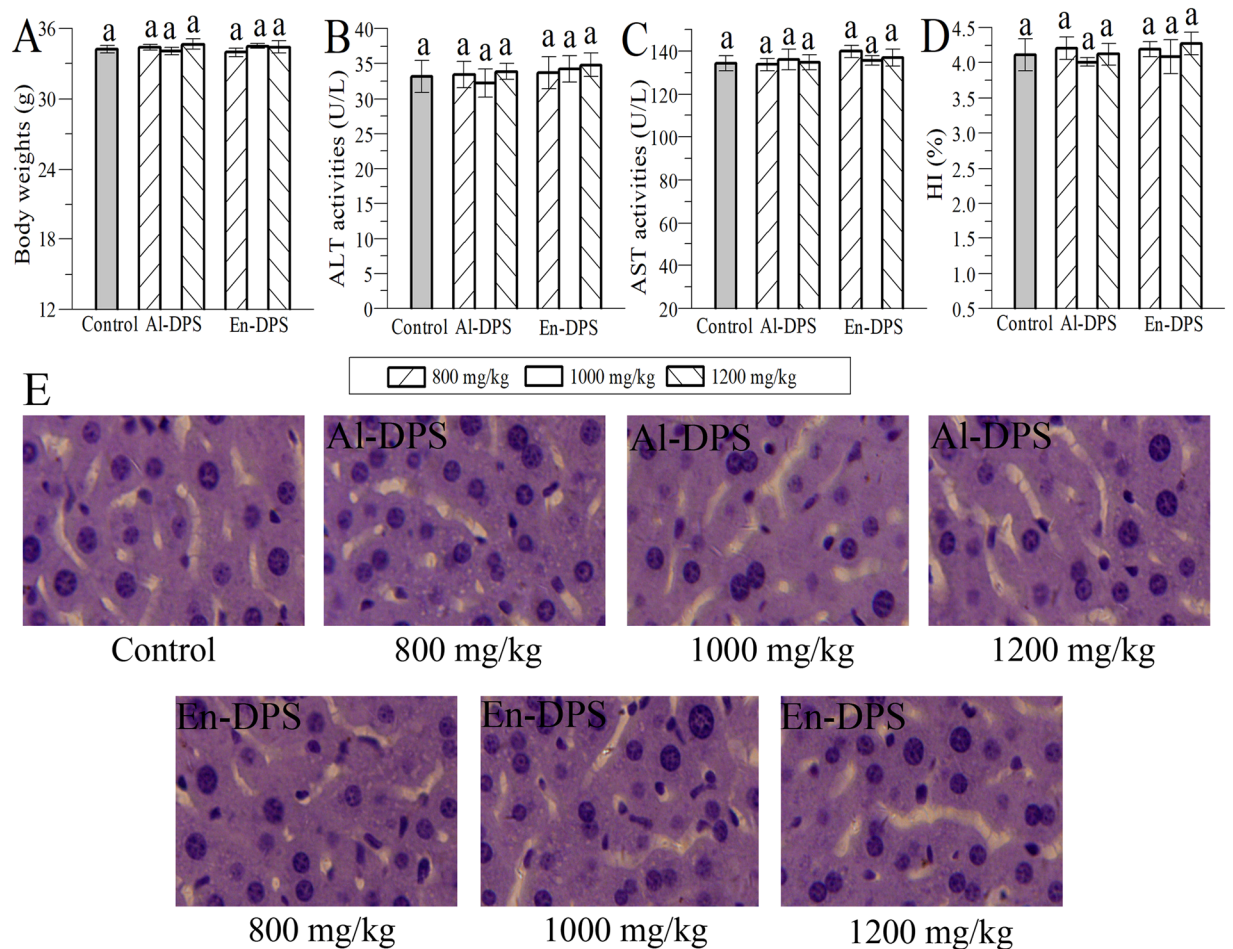 A
Body weights (g)
36
30
24
18
12
a
a a a
a a a
Control Al-DPS En-DPS
B
ALT activities (U/L)
40
35
30
25
20
15
10
5
0
a
a a a
a a a
Control Al-DPS En-DPS
C
AST activities (U/L)
140
120
100
80
60
40
20
a
a a a
a a a
Control Al-DPS En-DPS
D
HI (%)
4.5
4.0
3.5
3.0
2.5
2.0
1.5
1.0
0.5
a
a a a
a a a
Control Al-DPS En-DPS
800 mg/kg 1000 mg/kg 1200 mg/kg
E
Al-DPS Al-DPS Al-DPS
Control 800 mg/kg 1000 mg/kg 1200 mg/kg
En-DPS En-DPS En-DPS
800 mg/kg 1000 mg/kg 1200 mg/kg